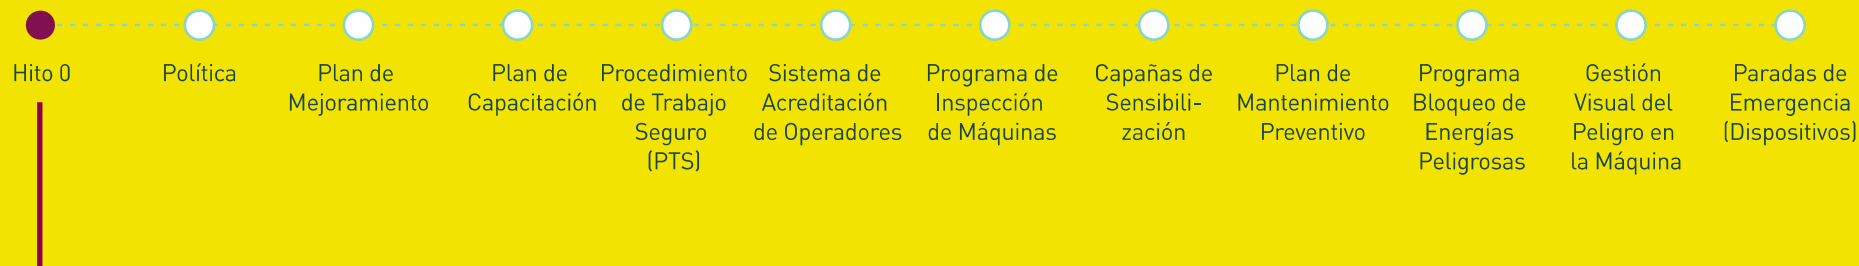 Hito 0
Política
Plan de
Mejoramiento
Plan de
Capacitación
Procedimiento
de Trabajo
Seguro
(PTS)
Sistema de
Acreditación
de Operadores
Programa de
Inspección
de Máquinas
Capañas de
Sensibili-
zación
Plan de
Mantenimiento
Preventivo
Programa
Bloqueo de
Energías
Peligrosas
Gestión
Visual del
Peligro en
la Máquina
Paradas de
Emergencia
(Dispositivos)